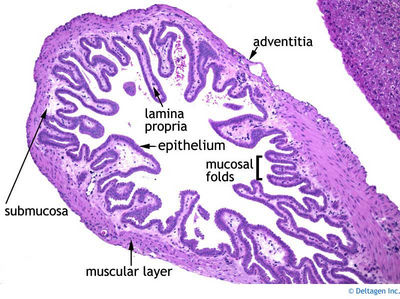 adventitia
lamina
propria
epithelium
mucosal
folds
submucosa
muscular layer
© Deltagen Inc.